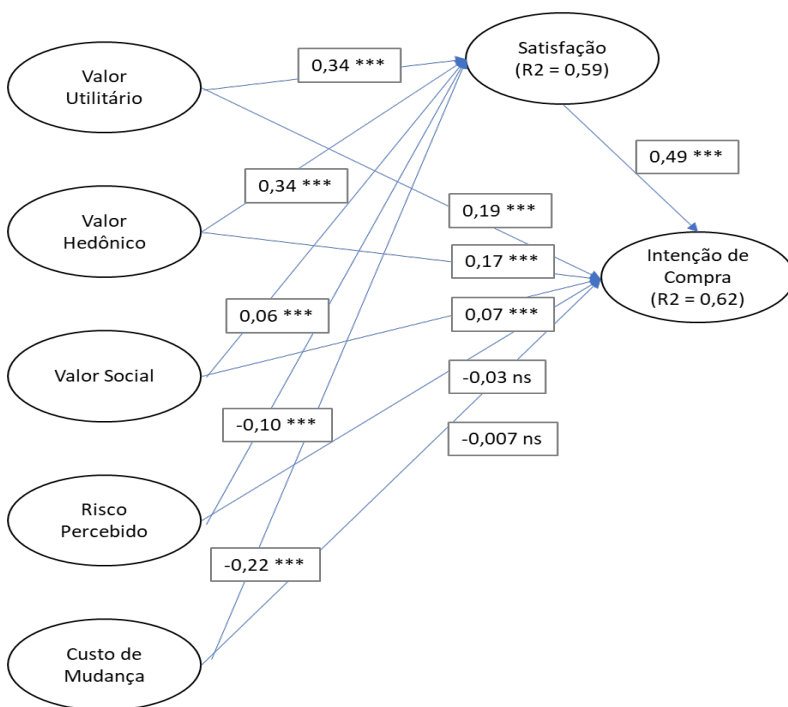 Satisfação
(R2 = 0,59)
Valor
Utilitário
0,34 ***
0,49 ***
Valor
Hedônico
0,34 ***
0,19 ***
0,17 ***
Intenção de
Compra
(R2 = 0,62)
Valor Social
0,06 ***
0,07 ***
-0,03 ns
-0,10 ***
-0,007 ns
Risco
Percebido
-0,22 ***
Custo de
Mudança